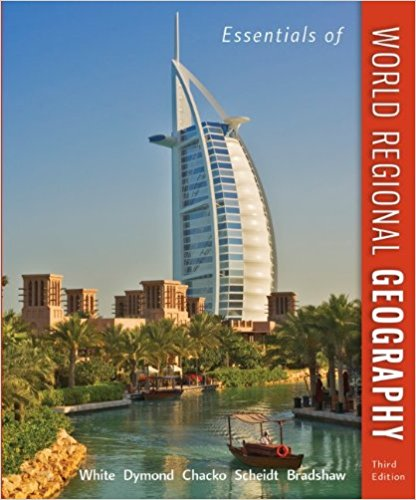 Essentials of
WORLD REGIONAL GEOGRAPHY
Third
Edition
White Dymond Chacko Scheidt Bradshaw